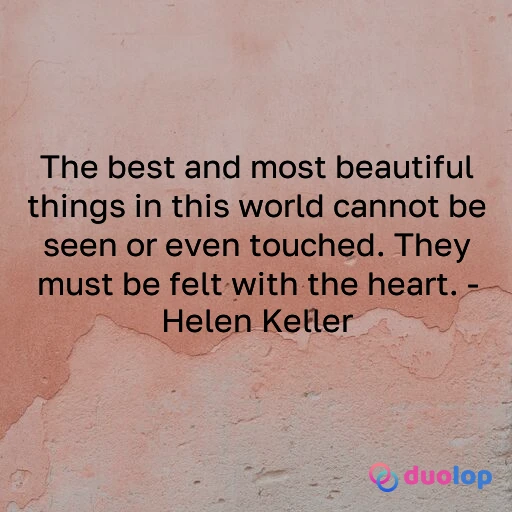 The best and most beautiful
things in this world cannot be
seen or even touched. They
must be felt with the heart. -
Helen Keller
duolop